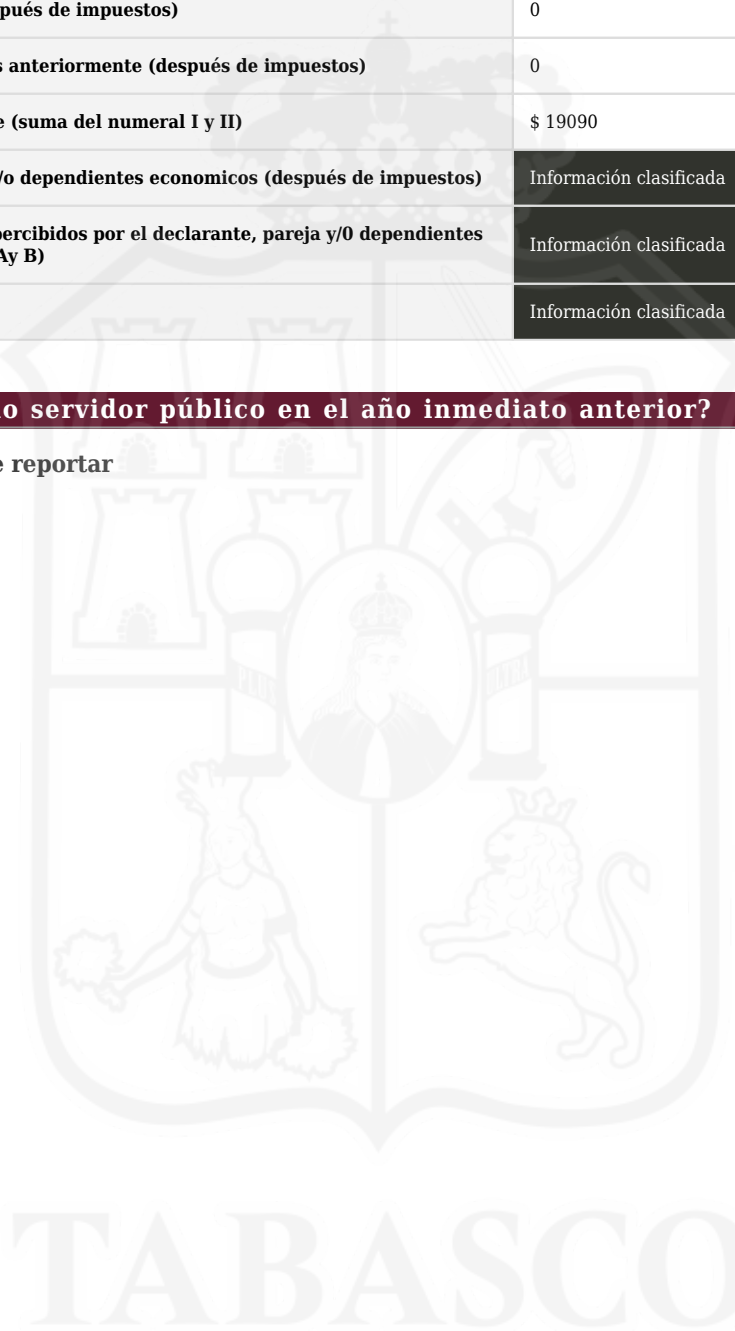 pués de impuestos)
0
s anteriormente (después de impuestos)
0
e (suma del numeral I y II)
$ 19090
/o dependientes economicos (después de impuestos)
Información clasificada
percibidos por el declarante, pareja y/0 dependientes
Ay B)
Información clasificada
Información clasificada
o servidor público en el año inmediato anterior?
e reportar
PLUS
ULTRA
TABASCO